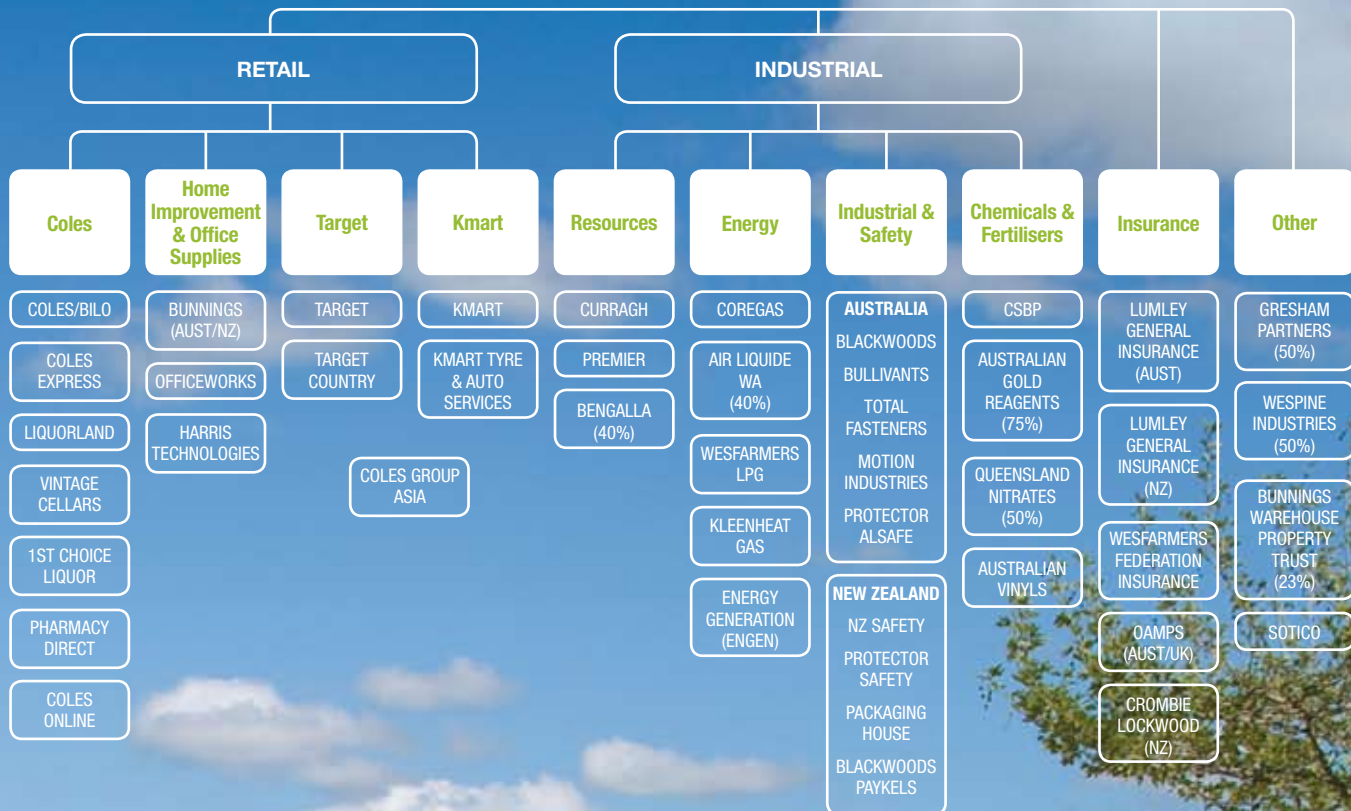 RETAIL
INDUSTRIAL
Coles
Home
Improvement
& Office
Supplies
Target
Kmart
Resources
Energy
Industrial &
Safety
Chemicals &
Fertilisers
Insurance
Other
COLES/BILO
COLES
EXPRESS
LIQUORLAND
VINTAGE
CELLARS
1ST CHOICE
LIQUOR
PHARMACY
DIRECT
COLES
ONLINE
BUNNINGS
(AUST/NZ)
OFFICEWORKS
HARRIS
TECHNOLOGIES
TARGET
TARGET
COUNTRY
KMART
KMART TYRE
& AUTO
SERVICES
COLES GROUP
ASIA
CURRAGH
PREMIER
BENGALLA
(40%)
COREGAS
AIR LIQUIDE
WA
(40%)
WESFARMERS
LPG
KLEENHEAT
GAS
ENERGY
GENERATION
(ENGEN)
AUSTRALIA
BLACKWOODS
BULLIVANTS
TOTAL
FASTENERS
MOTION
INDUSTRIES
PROTECTOR
ALSAFE
NEW ZEALAND
NZ SAFETY
PROTECTOR
SAFETY
PACKAGING
HOUSE
BLACKWOODS
PAYKELS
CSBP
AUSTRALIAN
GOLD
REAGENTS
(75%)
QUEENSLAND
NITRATES
(50%)
AUSTRALIAN
VINYLS
LUMLEY
GENERAL
INSURANCE
(AUST)
LUMLEY
GENERAL
INSURANCE
(NZ)
WESFARMERS
FEDERATION
INSURANCE
OAMPS
(AUST/UK)
CROMBIE
LOCKWOOD
(NZ)
GRESHAM
PARTNERS
(50%)
WESPINE
INDUSTRIES
(50%)
BUNNINGS
WAREHOUSE
PROPERTY
TRUST
(23%)
SOTICO